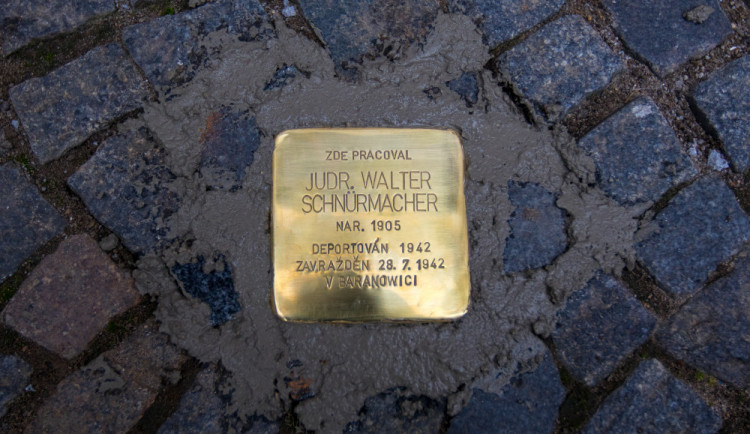 ZDE PRACOVAL
JUDR. WALTER
SCHNÜRMACHER
NAR. 1905
DEPORTOVÁN 1942
ZAVRAŽDĚN 28. 7. 1942
V BARANOWICI